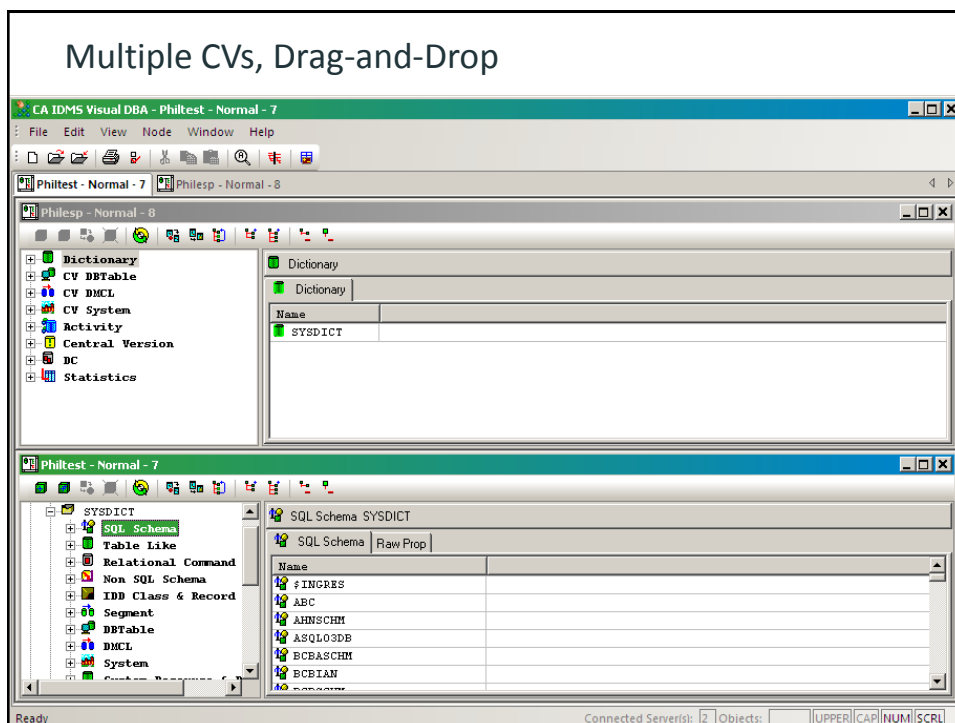 Multiple CVs, Drag-and-Drop
CA IDMS Visual DBA - Philtest - Normal - 7
File Edit View Node Window Help
Philtest - Normal - 7 Philesp - Normal - 8
Philesp - Normal - 8
Dictionary
CV DBTable
CV DMCL
CV System
Activity
Central Version
DC
Statistics
Dictionary
Dictionary
Name
SYSDICT
Philtest - Normal - 7
SYSDICT
SQL Schema
Table Like
Relational Command
Non SQL Schema
IDD Class & Record
Segment
DBTable
DMCL
System
SQL Schema SYSDICT
SQL Schema Raw Prop
Name
$INGRES
ABC
AHNSCHM
ASQLO3DB
BCBASCHM
BCBIAN
Ready Connected Server(s): 2 Objects: UPPER CAP NUM SCRL